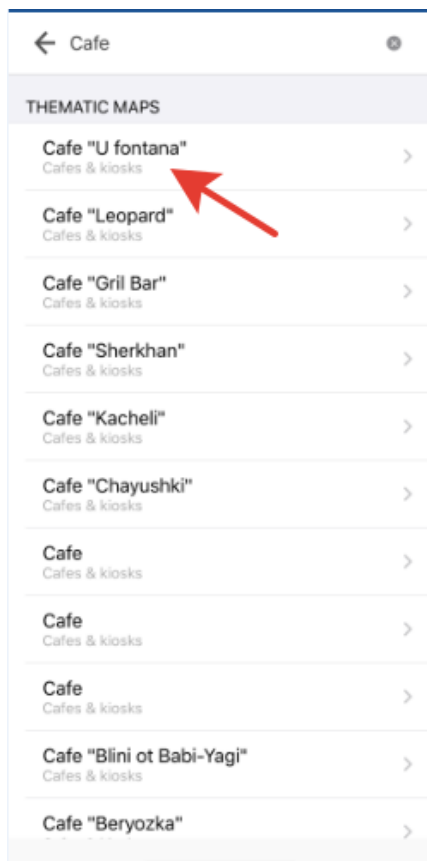 Cafe
THEMATIC MAPS
Cafe "U fontana"
Cafes & kiosks
Cafe "Leopard"
Cafes & kiosks
Cafe "Gril Bar"
Cafes & kiosks
Cafe "Sherkhan"
Cafes & kiosks
Cafe "Kacheli"
Cafes & kiosks
Cafe "Chayushki"
Cafes & kiosks
Cafe
Cafes & kiosks
Cafe
Cafes & kiosks
Cafe
Cafes & kiosks
Cafe "Blini ot Babi-Yagi"
Cafes & kiosks
Cafe "Beryozka"